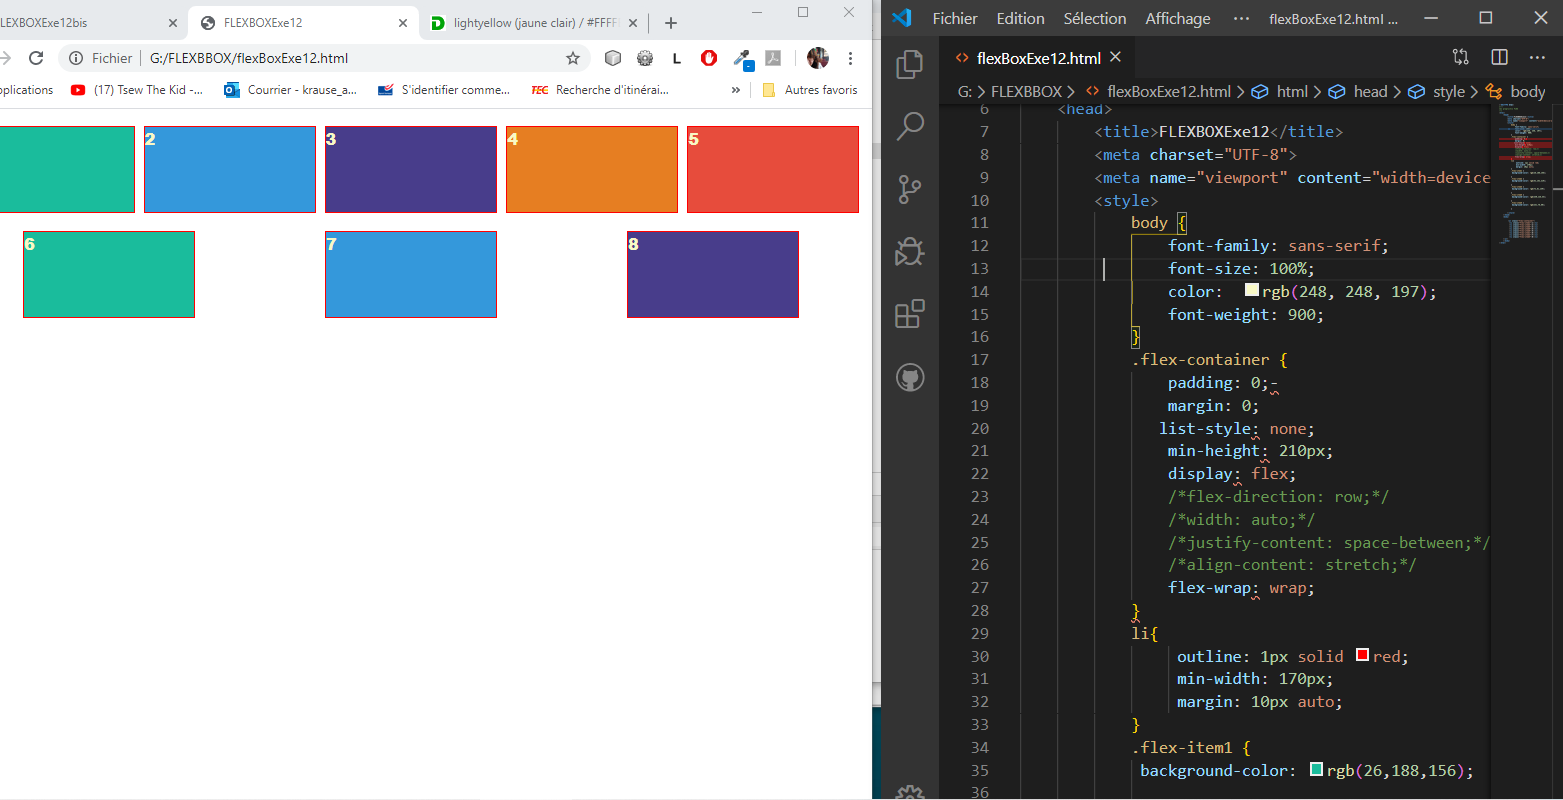 LEXBOXExe12bis
FLEXBOXExe12
lightyellow (jaune clair) / #FFFF
Fichier
G:/FLEXBBOX/flexBoxExe12.html
plications
(17) Tsew The Kid -...
Courrier - krause_a...
S'identifier comme...
TEC
Recherche d'itinérai...
»
Autres favoris
2
3
4
5
6
7
8
Fichier
Edition
Sélection
Affichage
···
flexBoxExe12.html ...
flexBoxExe12.html
G: > FLEXBBOX > flexBoxExe12.html > html > head > style > body
6 <head>
7 <title>FLEXBOXExe12</title>
8 <meta charset="UTF-8">
9 <meta name="viewport" content="width=device
10 <style>
11 body {
12 font-family: sans-serif;
13 font-size: 100%;
14 color: rgb(248, 248, 197);
15 font-weight: 900;
16 }
17 .flex-container {
18 padding: 0;-
19 margin: 0;
20 list-style: none;
21 min-height: 210px;
22 display: flex;
23 /*flex-direction: row;*/
24 /*width: auto;*/
25 /*justify-content: space-between;*/
26 /*align-content: stretch;*/
27 flex-wrap: wrap;
28 }
29 li{
30 outline: 1px solid red;
31 min-width: 170px;
32 margin: 10px auto;
33 }
34 .flex-item1 {
35 background-color: rgb(26,188,156);
36